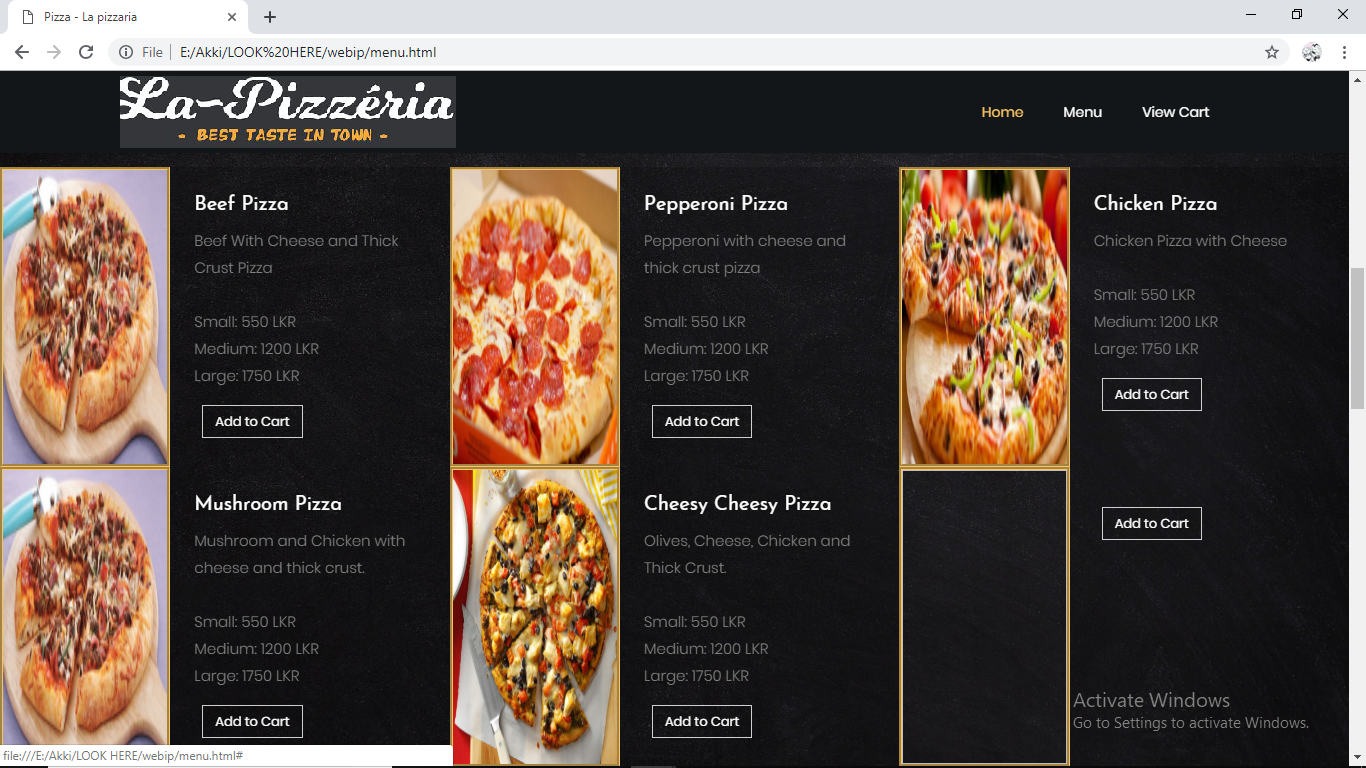 Pizza - La pizzaria
File
E:/Akki/LOOK%20HERE/webip/menu.html
La-Pizzéria
- BEST TASTE IN TOWN -
Home
Menu
View Cart
Beef Pizza
Beef With Cheese and Thick
Crust Pizza
Small: 550 LKR
Medium: 1200 LKR
Large: 1750 LKR
Add to Cart
Pepperoni Pizza
Pepperoni with cheese and
thick crust pizza
Small: 550 LKR
Medium: 1200 LKR
Large: 1750 LKR
Add to Cart
Chicken Pizza
Chicken Pizza with Cheese
Small: 550 LKR
Medium: 1200 LKR
Large: 1750 LKR
Add to Cart
Mushroom Pizza
Mushroom and Chicken with
cheese and thick crust.
Small: 550 LKR
Medium: 1200 LKR
Large: 1750 LKR
Add to Cart
Cheesy Cheesy Pizza
Olives, Cheese, Chicken and
Thick Crust.
Small: 550 LKR
Medium: 1200 LKR
Large: 1750 LKR
Add to Cart
Add to Cart
Activate Windows
Go to Settings to activate Windows.
file:///E:/Akki/LOOK HERE/webip/menu.html#